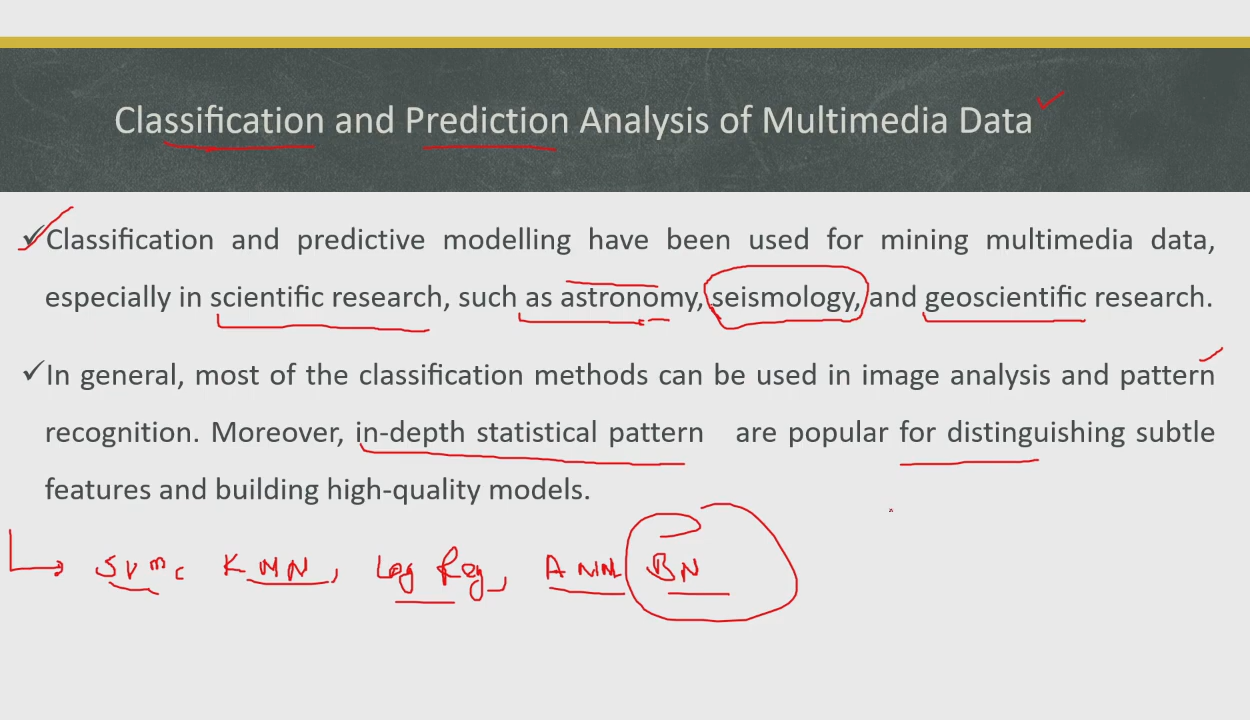 Classification and Prediction Analysis of Multimedia Data
✓Classification and predictive modelling have been used for mining multimedia data,
especially in scientific research, such as astronomy, seismology, and geoscientific research.
✓In general, most of the classification methods can be used in image analysis and pattern
recognition. Moreover, in-depth statistical pattern are popular for distinguishing subtle
features and building high-quality models.
SVM, KNN, Log Reg, ANN BN